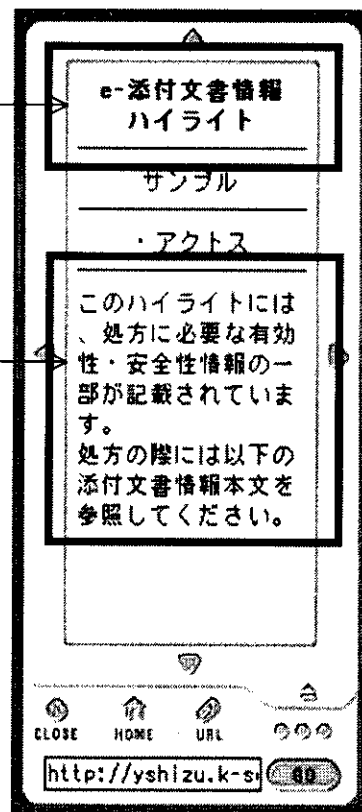 e-添付文書情報
ハイライト
サンプル
・アクトス
このハイライトには
、処方に必要な有効
性・安全性情報の一
部が記載されていま
す。
処方の際には以下の
添付文書情報本文を
参照してください。
CLOSE HOME URL
http://yshizu.k-s GO